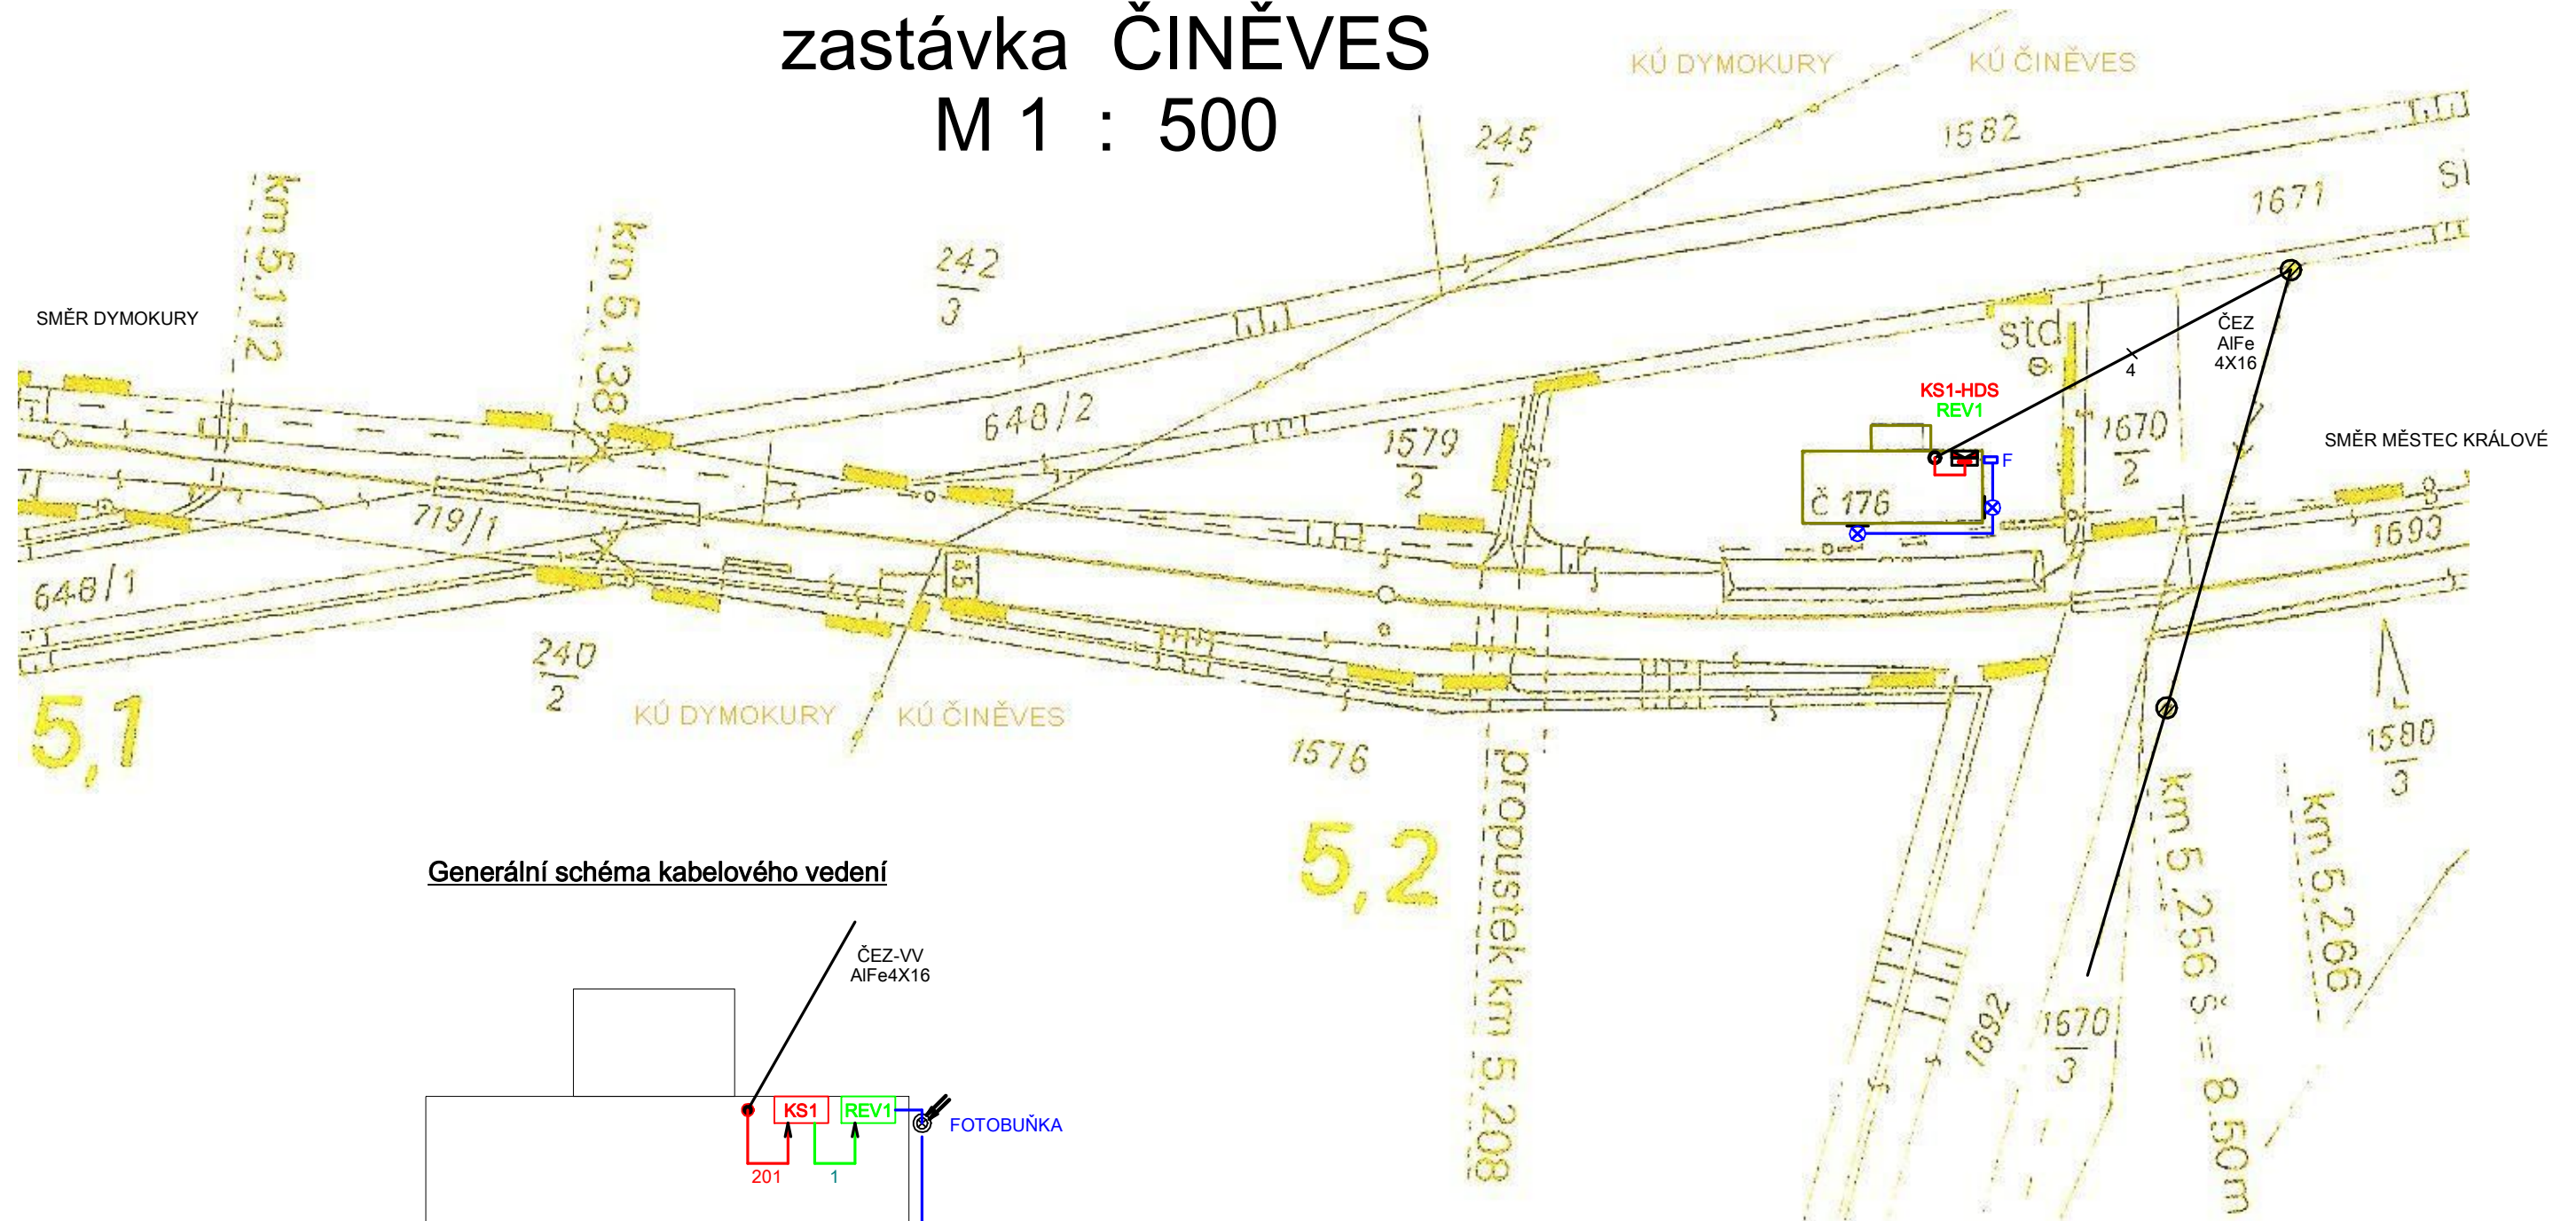 zastávka ČINĚVES
M 1 : 500
KÚ DYMOKURY
KÚ ČINĚVES
245
1
1582
1671
km 5,112
km 5,138
242
3
SMĚR DYMOKURY
std
ČEZ
AlFe
4X16
4
KS1-HDS
REV1
648/2
1579
2
1670
2
SMĚR MĚSTEC KRÁLOVÉ
F
Č 176
719/1
1693
648/1
45
240
2
KÚ DYMOKURY
KÚ ČINĚVES
5,1
1576
1580
3
5,2
propustek km 5,208
km 5,256 š = 8,50m
km 5,266
1692
1670
3
Generální schéma kabelového vedení
ČEZ-VV
AlFe4X16
KS1
REV1
FOTOBUŇKA
201
1